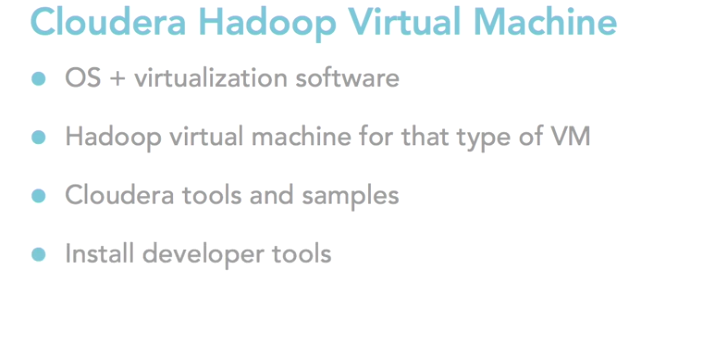 Cloudera Hadoop Virtual Machine
• OS + virtualization software
• Hadoop virtual machine for that type of VM
• Cloudera tools and samples
• Install developer tools